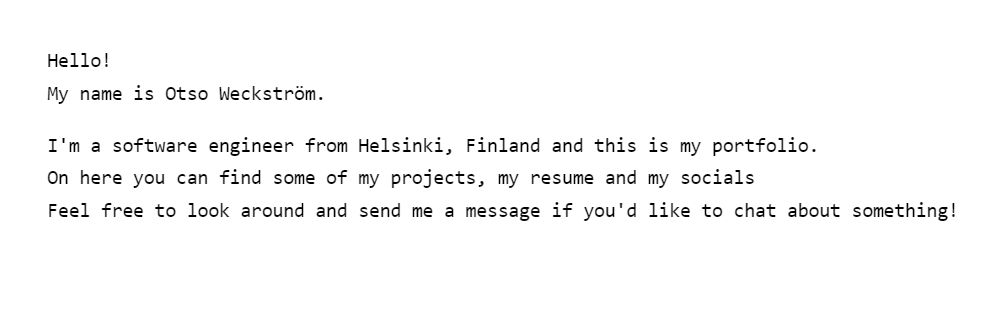 Hello!
My name is Otso Weckström.
I'm a software engineer from Helsinki, Finland and this is my portfolio.
On here you can find some of my projects, my resume and my socials
Feel free to look around and send me a message if you'd like to chat about something!